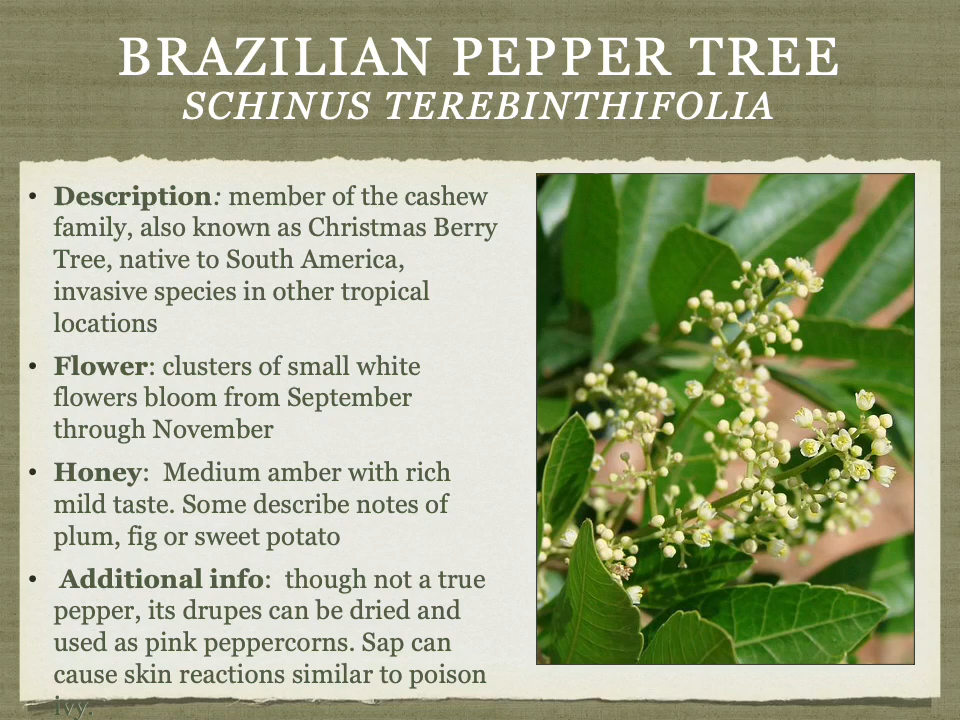 BRAZILIAN PEPPER TREE
SCHINUS TEREBINTHIFOLIA
• Description: member of the cashew
family, also known as Christmas Berry
Tree, native to South America,
invasive species in other tropical
locations
• Flower: clusters of small white
flowers bloom from September
through November
• Honey:  Medium amber with rich
mild taste. Some describe notes of
plum, fig or sweet potato
•  Additional info:  though not a true
pepper, its drupes can be dried and
used as pink peppercorns. Sap can
cause skin reactions similar to poison
ivy.